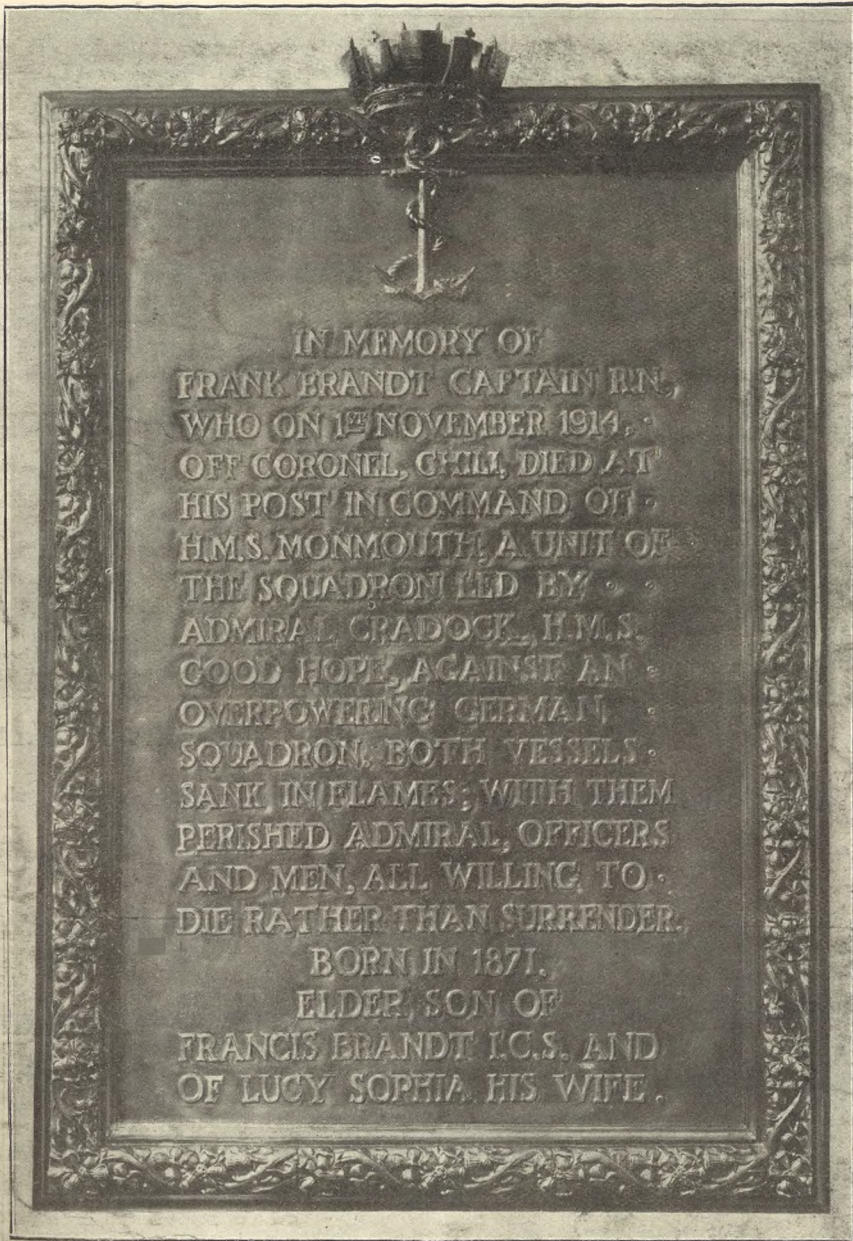 IN MEMORY OF
FRANK BRANDT CAPTAIN R.N.,
WHO ON 1ST NOVEMBER 1914, ·
OFF CORONEL, CHILI, DIED AT
HIS POST IN COMMAND OF ·
H.M.S. MONMOUTH, A UNIT OF
THE SQUADRON LED BY · ·
ADMIRAL CRADOCK, H.M.S.
GOOD HOPE, AGAINST AN ·
OVERPOWERING GERMAN ·
SQUADRON. BOTH VESSELS ·
SANK IN FLAMES; WITH THEM
PERISHED ADMIRAL, OFFICERS
AND MEN, ALL WILLING TO ·
DIE RATHER THAN SURRENDER.
BORN IN 1871.
ELDER SON OF
FRANCIS BRANDT I.C.S. AND
OF LUCY SOPHIA HIS WIFE.